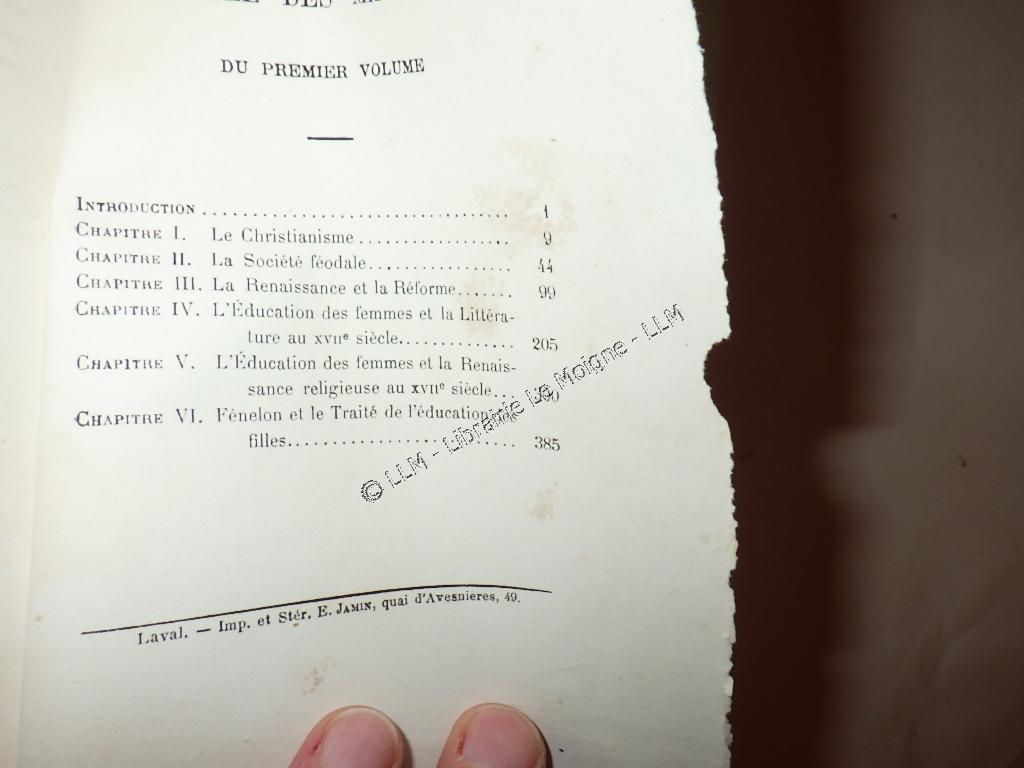 DES
DU PREMIER VOLUME
INTRODUCTION ................................. 1
CHAPITRE I. Le Christianisme .................. 9
CHAPITRE II. La Société féodale................. 44
CHAPITRE III. La Renaissance et la Réforme....... 99
CHAPITRE IV. L'Éducation des femmes et la Littéra-
ture au XVIIe siècle.............. 205
CHAPITRE V. L'Éducation des femmes et la Renais-
sance religieuse au XVIIe siècle...
CHAPITRE VI. Fénelon et le Traité de l'éducation
filles............................ 385
© LLM - Librairie Le Moigne - LLM
Laval. — Imp. et Stér. E. JAMIN, quai d'Avesnières, 49.